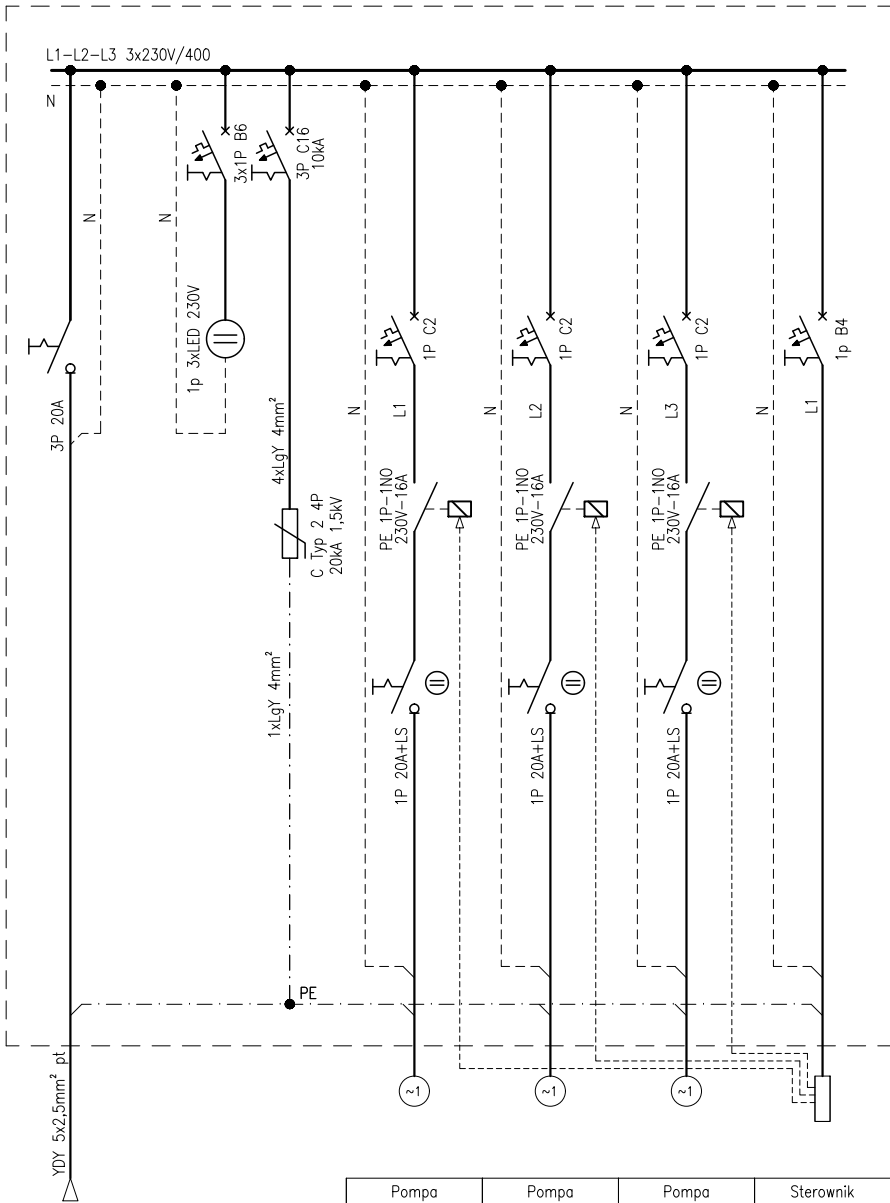 L1-L2-L3 3x230V/400
N
3x1P B6
3P C16
10kA
N
N
1p 3xLED 230V
3P 20A
1P C2
1P C2
1P C2
1p B4
N
L1
N
L2
N
L3
N
L1
4xLgY 4mm²
C Typ 2 4P
20kA 1,5kV
PE 1P-1NO
230V-16A
PE 1P-1NO
230V-16A
PE 1P-1NO
230V-16A
1xLgY 4mm²
1P 20A+LS
1P 20A+LS
1P 20A+LS
PE
YDY 5x2,5mm² pt
~1
~1
~1
Pompa
Pompa
Pompa
Sterownik